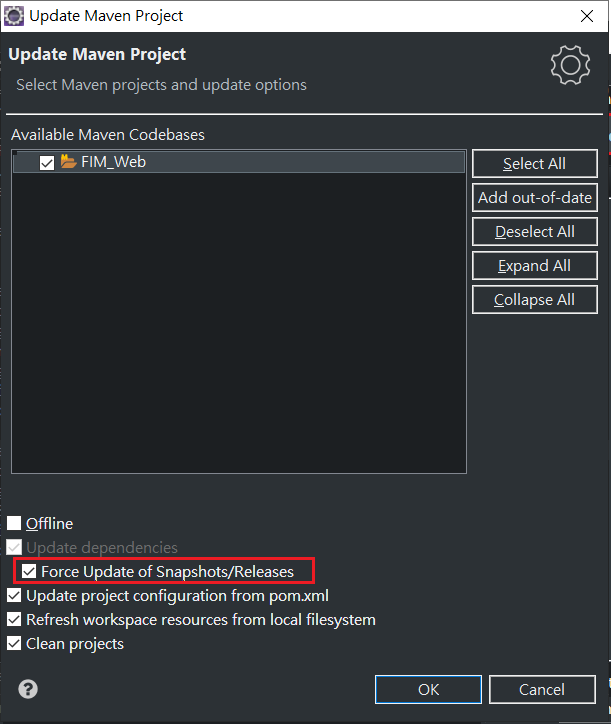 Update Maven Project
Update Maven Project
Select Maven projects and update options
Available Maven Codebases
FIM_Web
Select All
Add out-of-date
Deselect All
Expand All
Collapse All
Offline
Update dependencies
Force Update of Snapshots/Releases
Update project configuration from pom.xml
Refresh workspace resources from local filesystem
Clean projects
?
OK
Cancel